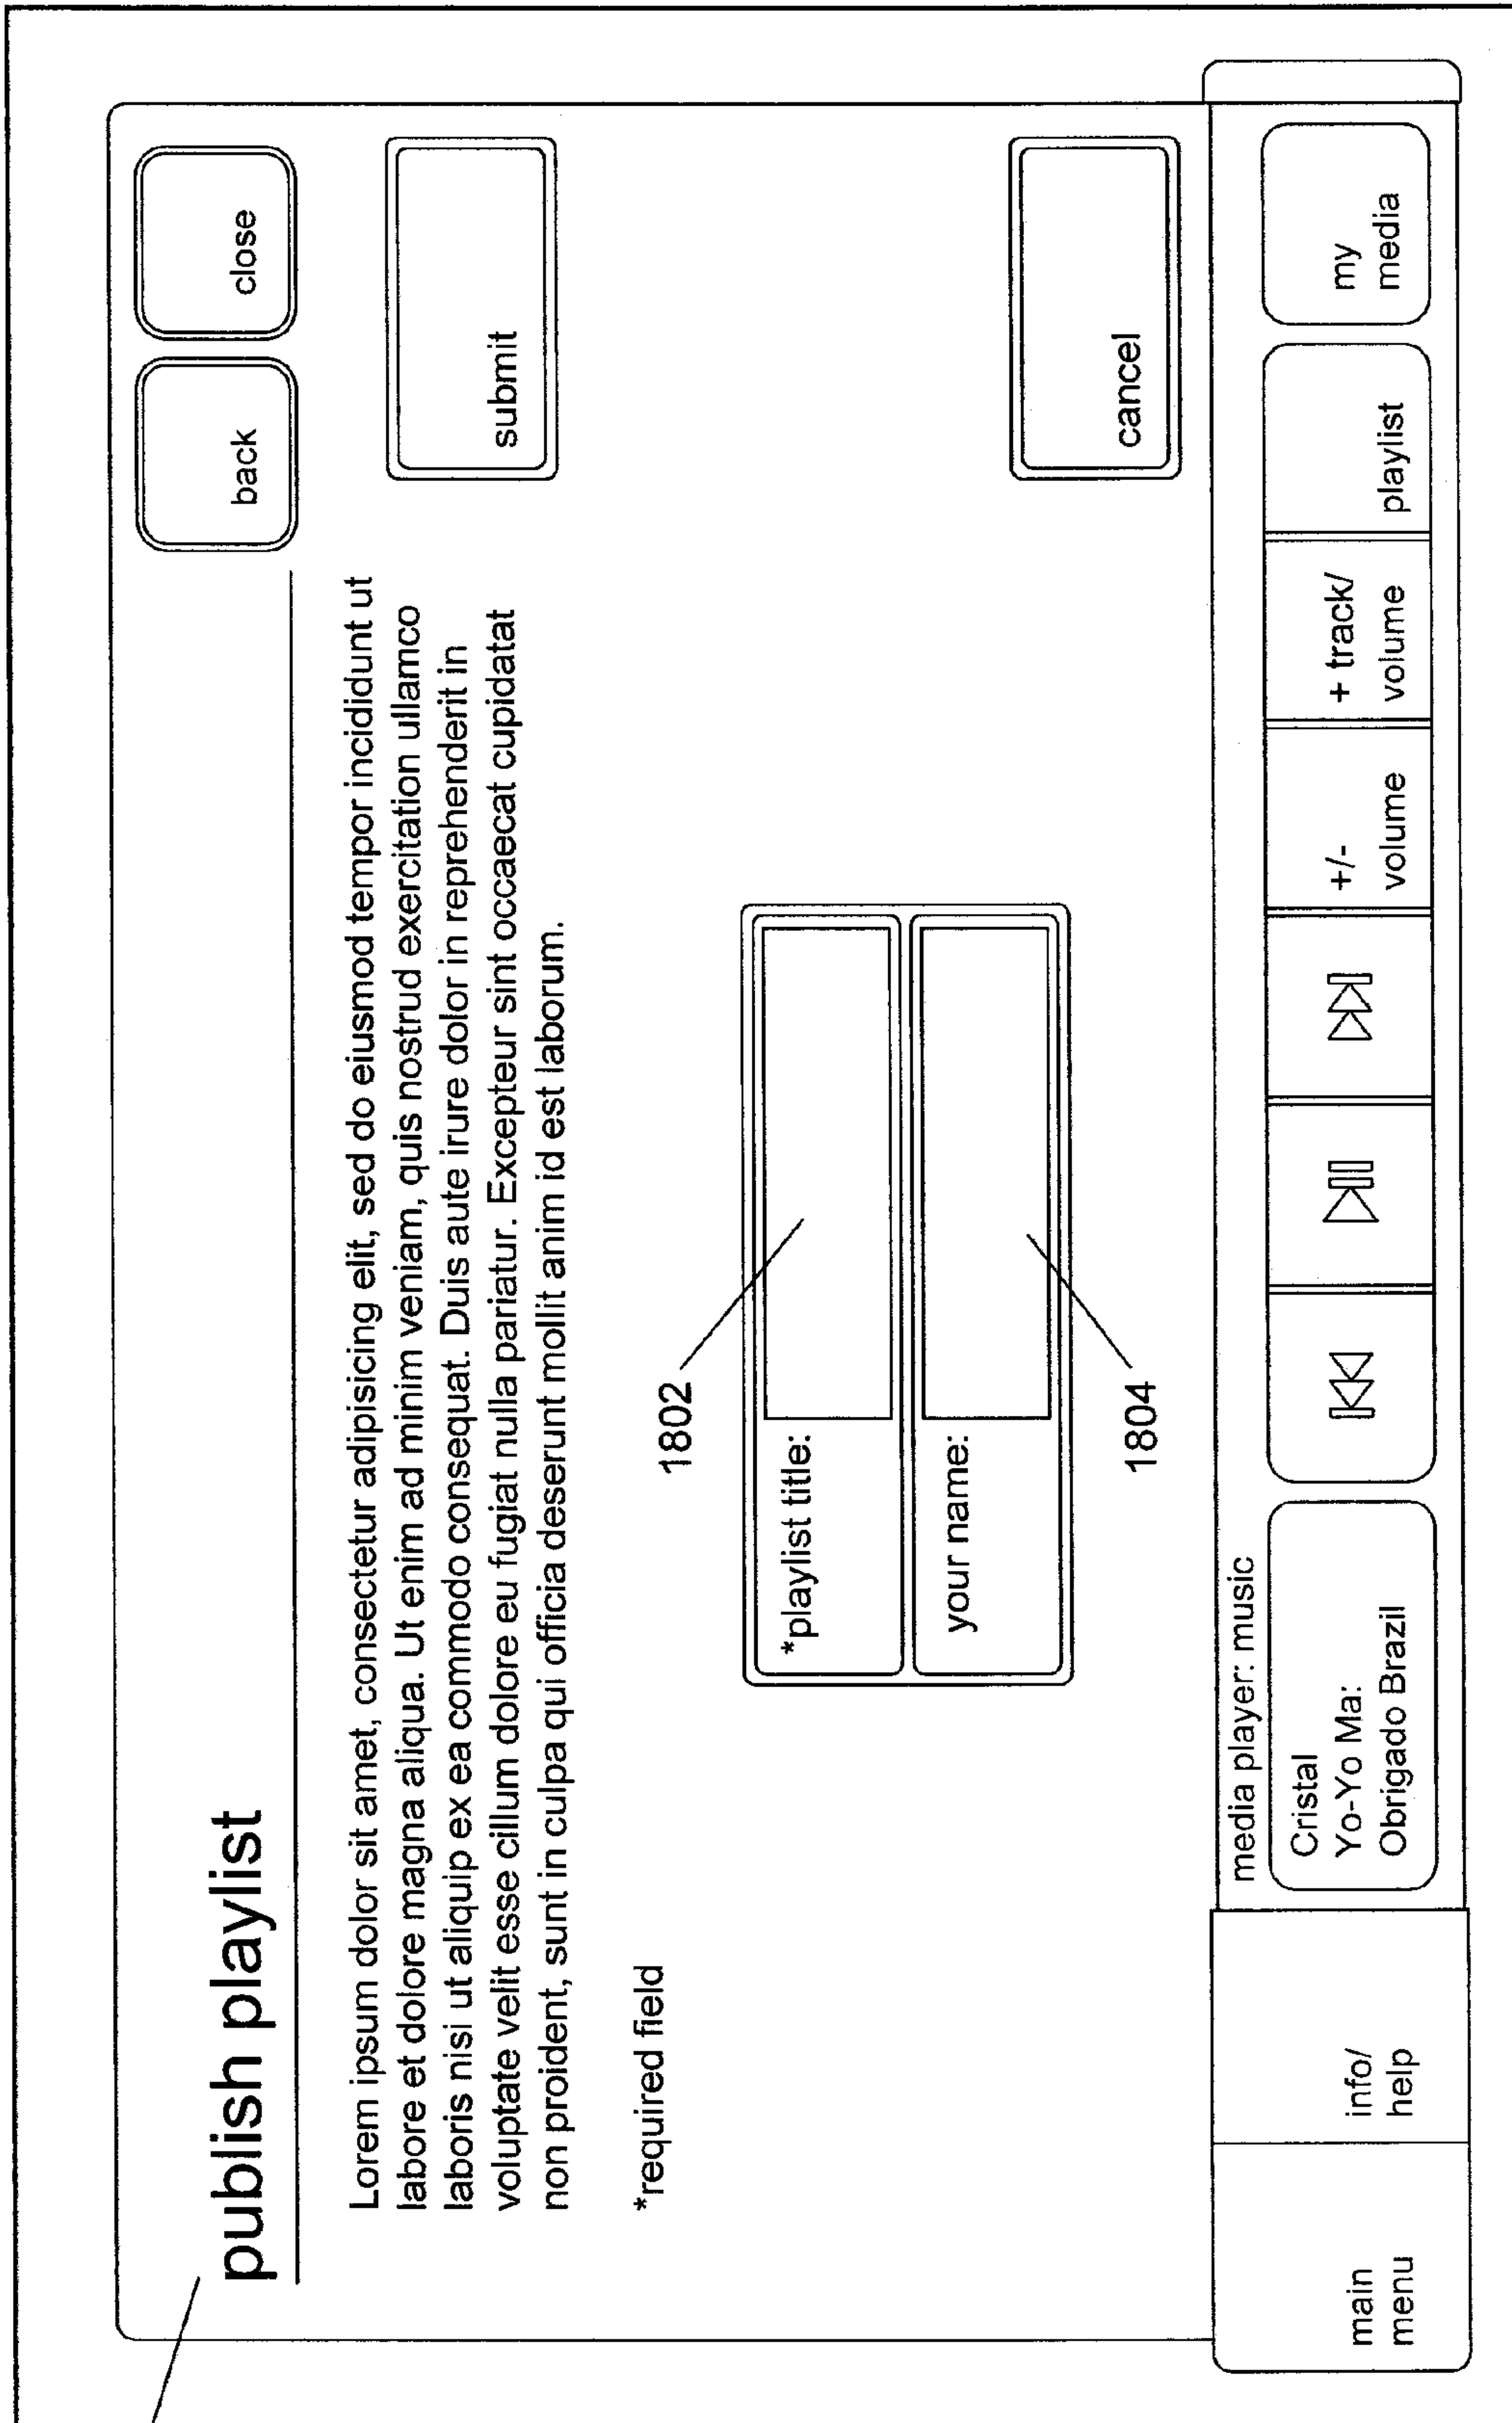 publish playlist
back
close
Lorem ipsum dolor sit amet, consectetur adipisicing elit, sed do eiusmod tempor incididunt ut
labore et dolore magna aliqua. Ut enim ad minim veniam, quis nostrud exercitation ullamco
laboris nisi ut aliquip ex ea commodo consequat. Duis aute irure dolor in reprehenderit in
voluptate velit esse cillum dolore eu fugiat nulla pariatur. Excepteur sint occaecat cupidatat
non proident, sunt in culpa qui officia deserunt mollit anim id est laborum.
submit
*required field
1802
*playlist title:
your name:
1804
cancel
media player: music
main
menu
info/
help
Cristal
Yo-Yo Ma:
Obrigado Brazil
+/-
volume
+ track/
volume
playlist
my
media